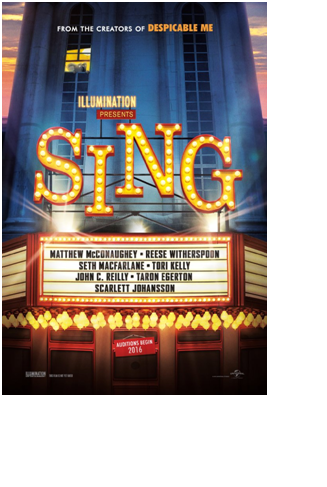 FROM THE CREATORS OF DESPICABLE ME
ILLUMINATION
PRESENTS
SING
MATTHEW McCONAUGHEY • REESE WITHERSPOON
SETH MACFARLANE • TORI KELLY
JOHN C. REILLY • TARON EGERTON
SCARLETT JOHANSSON
AUDITIONS BEGIN
2016
ILLUMINATION